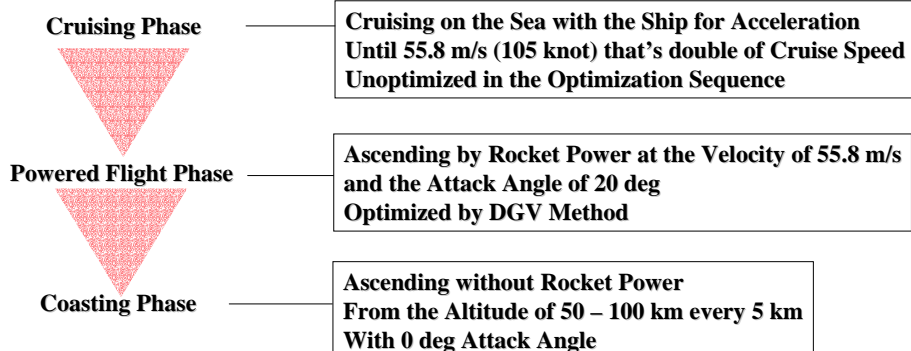 Cruising Phase
Cruising on the Sea with the Ship for Acceleration
Until 55.8 m/s (105 knot) that's double of Cruise Speed
Unoptimized in the Optimization Sequence
Powered Flight Phase
Ascending by Rocket Power at the Velocity of 55.8 m/s
and the Attack Angle of 20 deg
Optimized by DGV Method
Coasting Phase
Ascending without Rocket Power
From the Altitude of 50 – 100 km every 5 km
With 0 deg Attack Angle